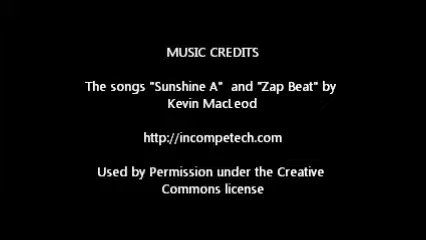 MUSIC CREDITS
The songs "Sunshine A"  and "Zap Beat" by
Kevin MacLeod
http://incompetech.com
Used by Permission under the Creative
Commons license